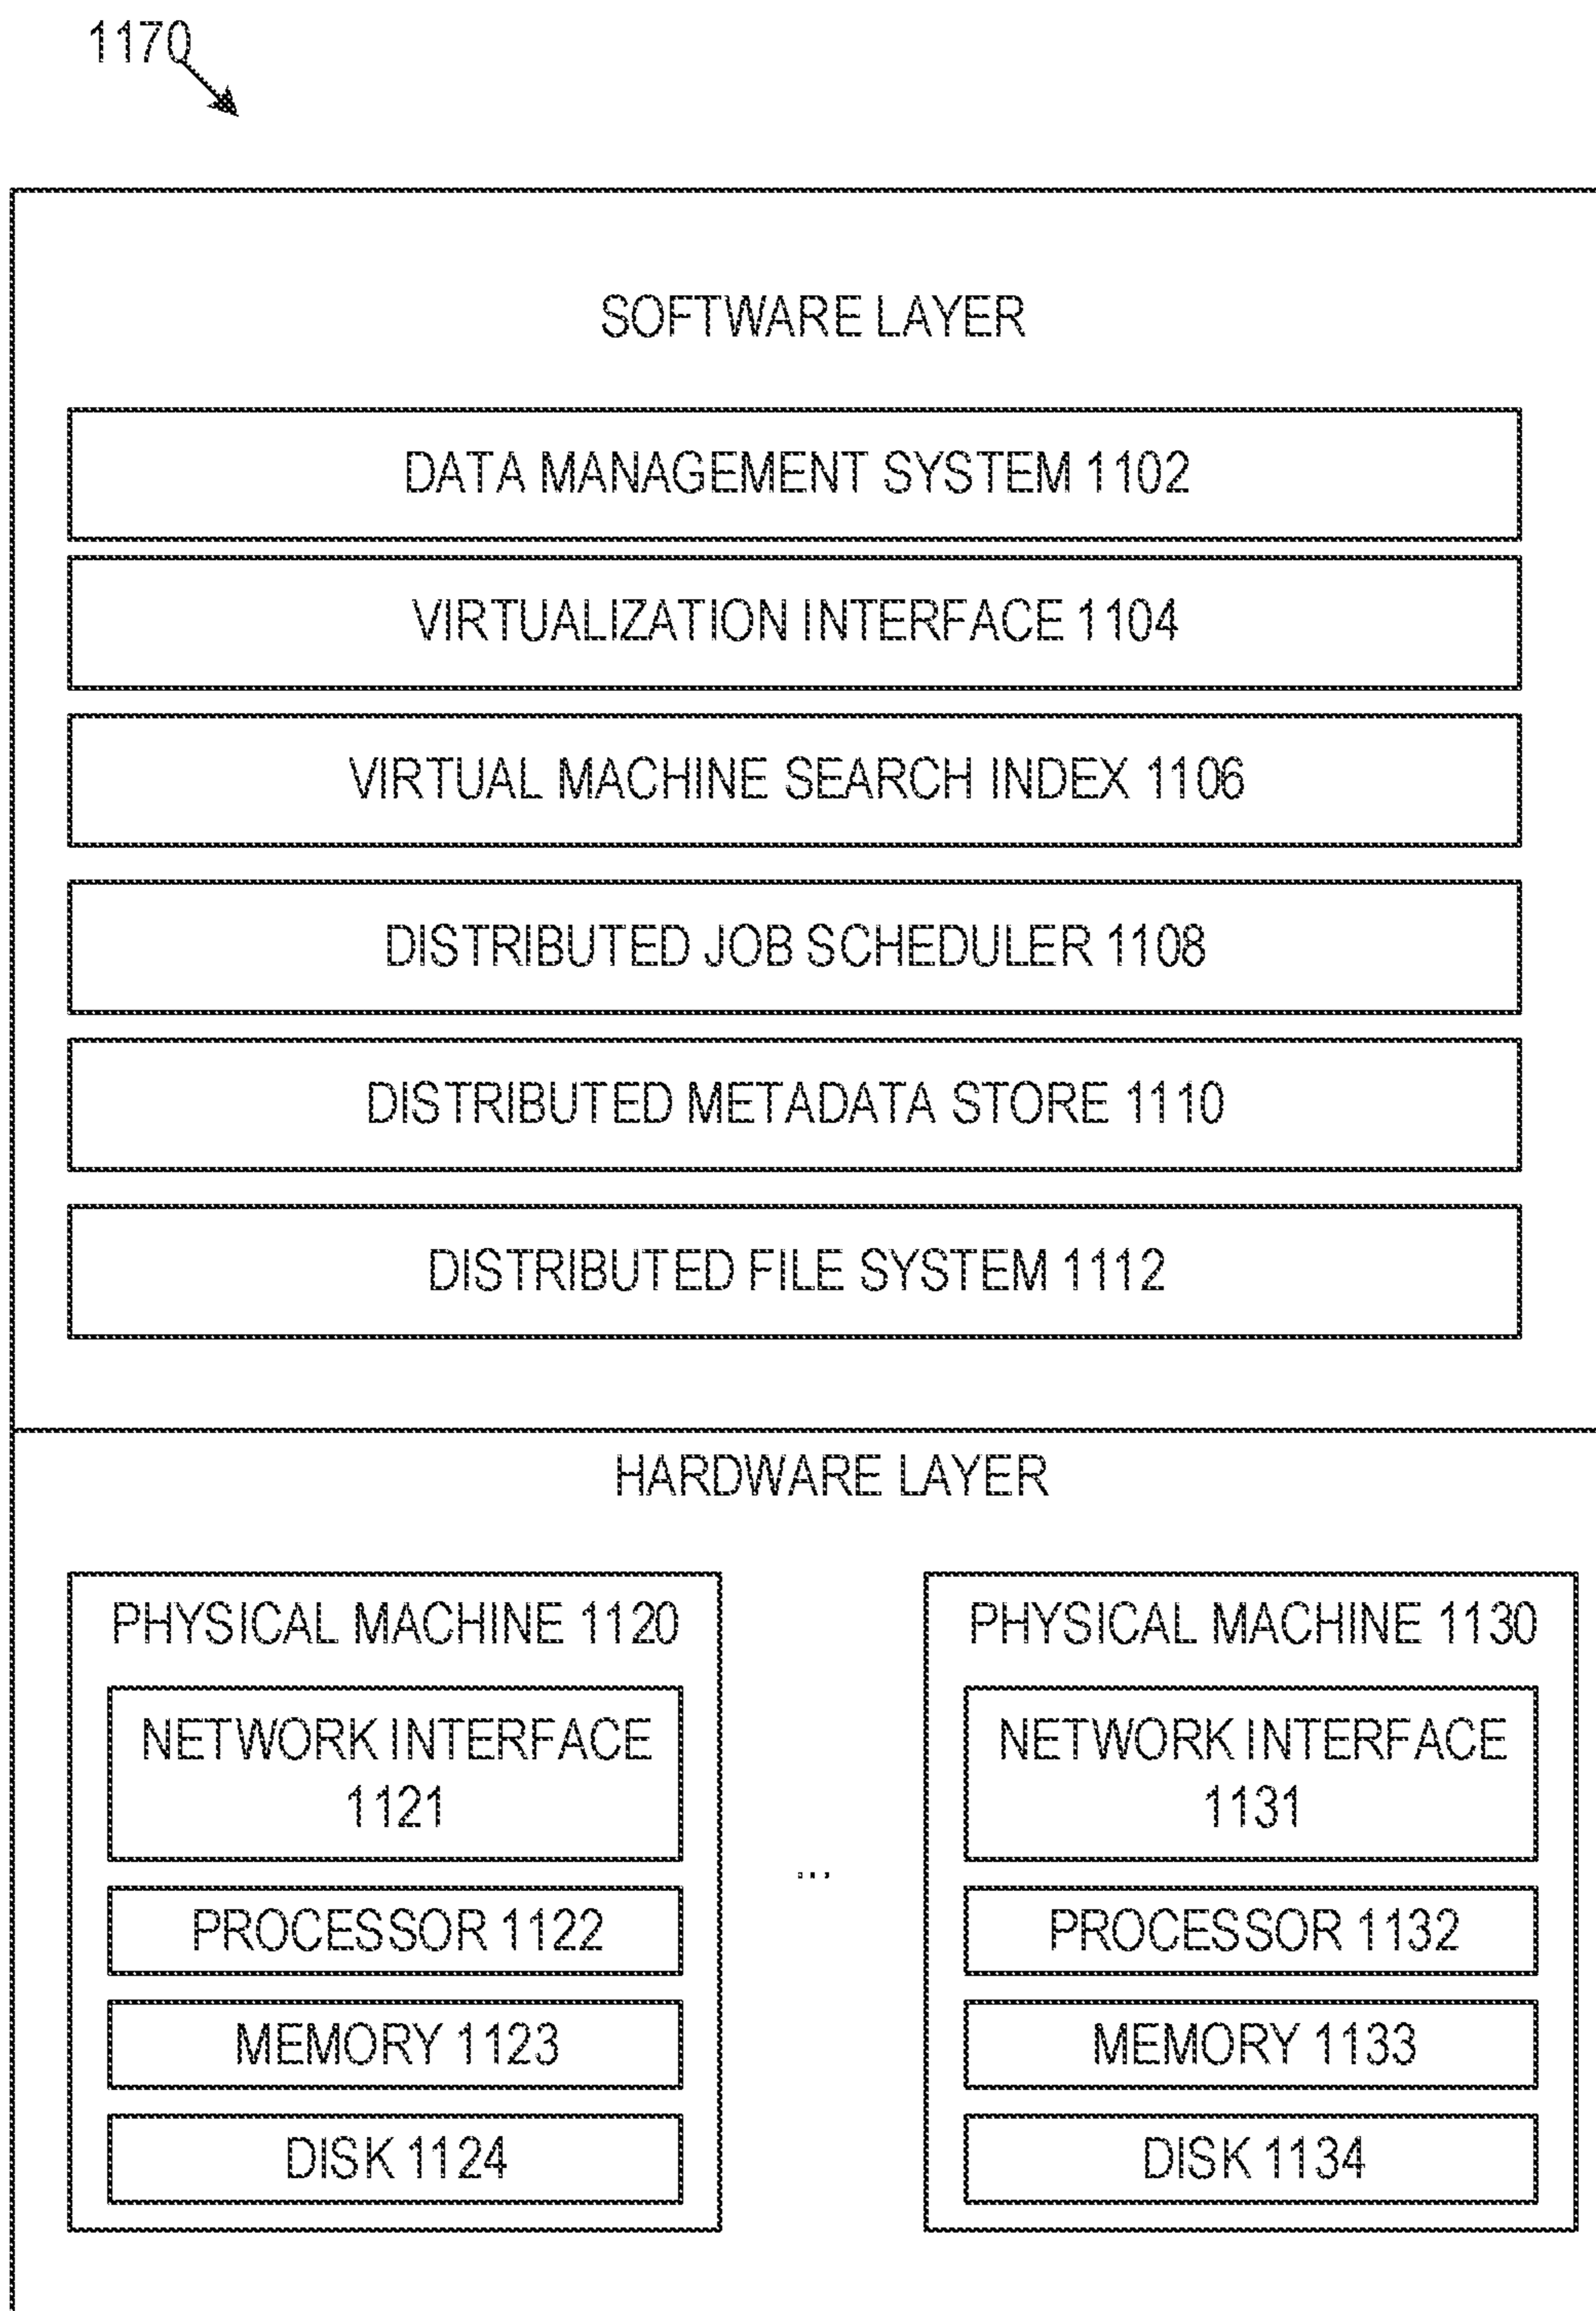 1170
SOFTWARE LAYER
DATA MANAGEMENT SYSTEM 1102
VIRTUALIZATION INTERFACE 1104
VIRTUAL MACHINE SEARCH INDEX 1106
DISTRIBUTED JOB SCHEDULER 1108
DISTRIBUTED METADATA STORE 1110
DISTRIBUTED FILE SYSTEM 1112
HARDWARE LAYER
PHYSICAL MACHINE 1120
NETWORK INTERFACE
1121
PROCESSOR 1122
MEMORY 1123
DISK 1124
...
PHYSICAL MACHINE 1130
NETWORK INTERFACE
1131
PROCESSOR 1132
MEMORY 1133
DISK 1134